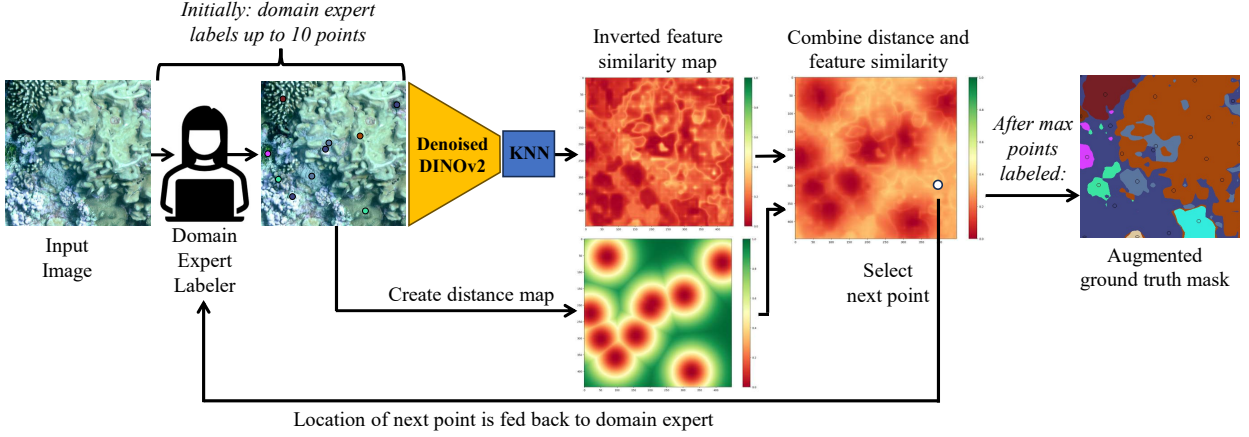 Initially: domain expert
labels up to 10 points
Inverted feature
similarity map
Combine distance and
feature similarity
Denoised
DINOv2
KNN
After max
points
labeled:
Input
Image
Domain
Expert
Labeler
Create distance map
Select
next point
Augmented
ground truth mask
Location of next point is fed back to domain expert